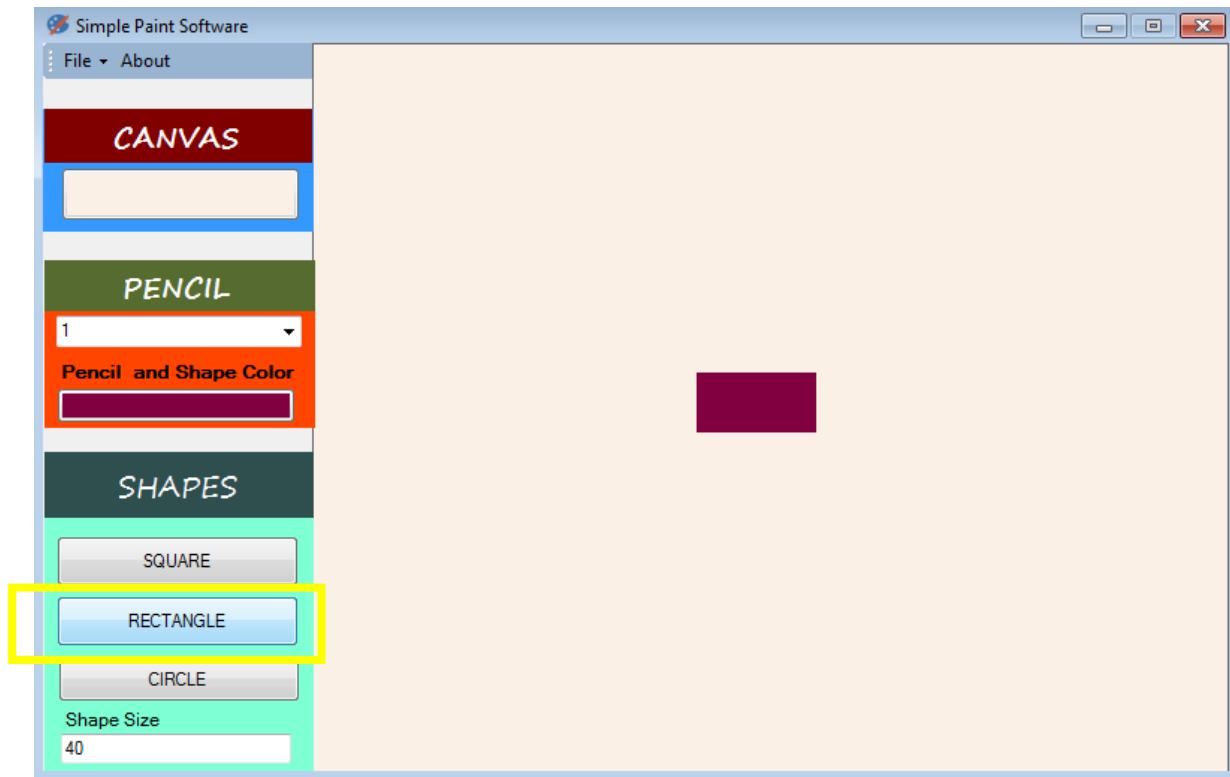 Simple Paint Software
File About
CANVAS
PENCIL
1
Pencil and Shape Color
SHAPES
SQUARE
RECTANGLE
CIRCLE
Shape Size
40